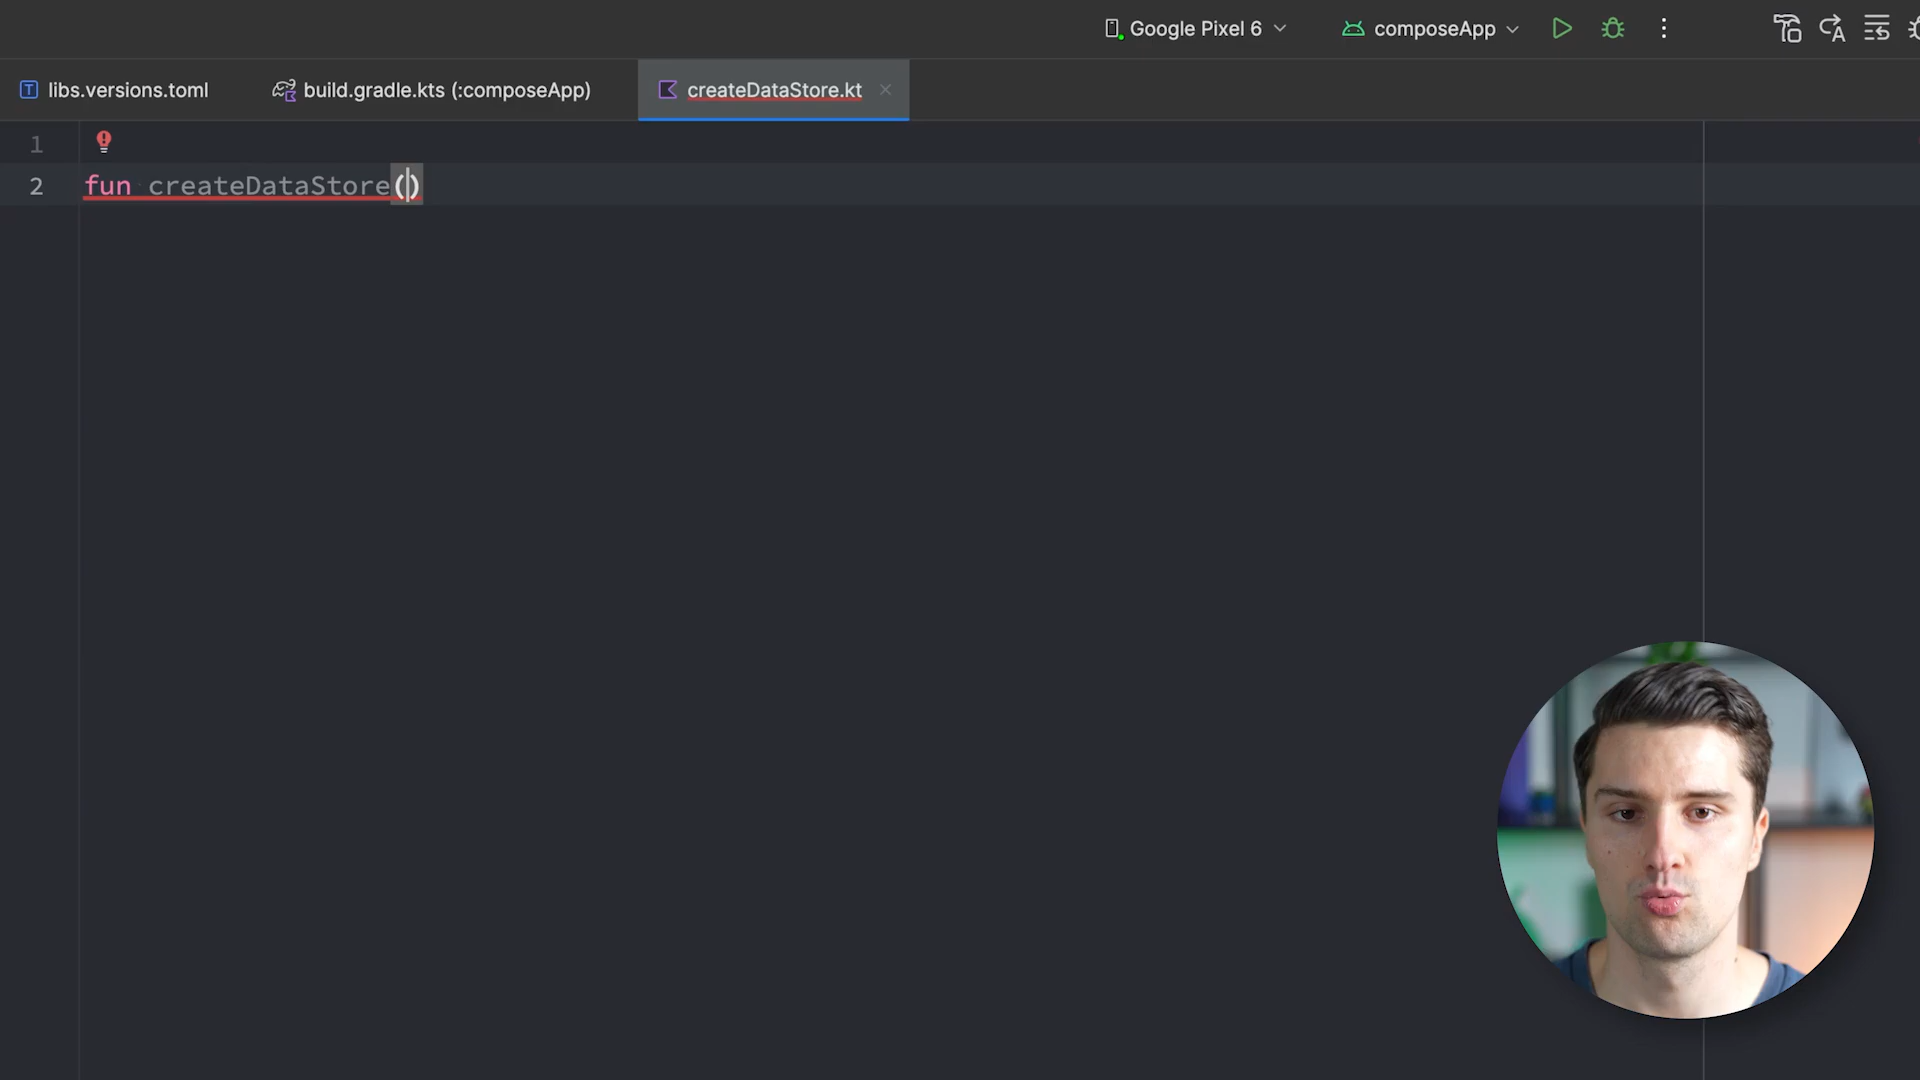 Google Pixel 6
composeApp
libs.versions.toml
build.gradle.kts (:composeApp)
createDataStore.kt
1
2 fun createDataStore()